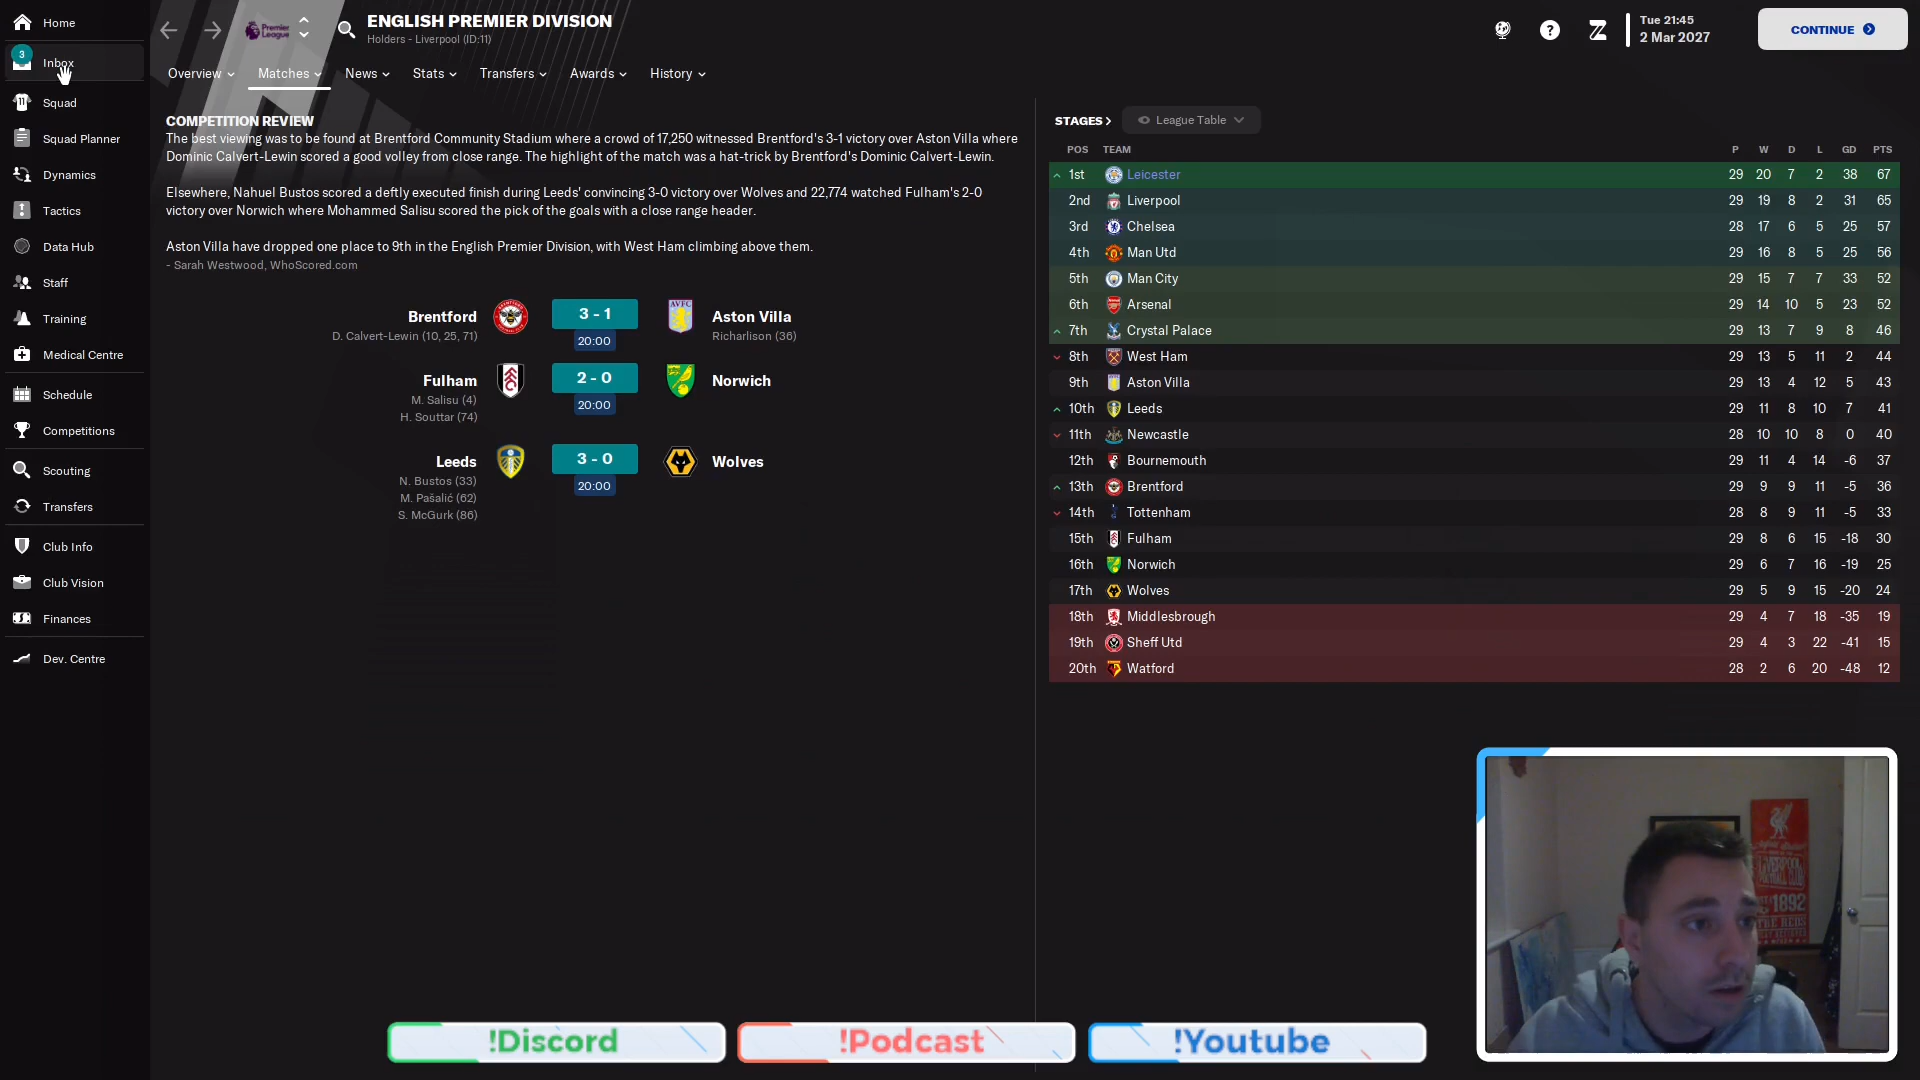 Home
3
Inbox
Squad
Squad Planner
Dynamics
Tactics
Data Hub
Staff
Training
Medical Centre
Schedule
Competitions
Scouting
Transfers
Club Info
Club Vision
Finances
Dev. Centre
Premier League
ENGLISH PREMIER DIVISION
Holders - Liverpool (ID:11)
Tue 21:45
2 Mar 2027
CONTINUE
Overview Matches News Stats Transfers Awards History
COMPETITION REVIEW
The best viewing was to be found at Brentford Community Stadium where a crowd of 17,250 witnessed Brentford's 3-1 victory over Aston Villa where
Dominic Calvert-Lewin scored a good volley from close range. The highlight of the match was a hat-trick by Brentford's Dominic Calvert-Lewin.
Elsewhere, Nahuel Bustos scored a deftly executed finish during Leeds' convincing 3-0 victory over Wolves and 22,774 watched Fulham's 2-0
victory over Norwich where Mohammed Salisu scored the pick of the goals with a close range header.
Aston Villa have dropped one place to 9th in the English Premier Division, with West Ham climbing above them.
- Sarah Westwood, WhoScored.com
Brentford 3 - 1 Aston Villa
D. Calvert-Lewin (10, 25, 71) 20:00 Richarlison (36)
Fulham 2 - 0 Norwich
M. Salisu (4) 20:00
H. Souttar (74)
Leeds 3 - 0 Wolves
N. Bustos (33) 20:00
M. Pašalić (62)
S. McGurk (86)
STAGES> League Table
POS TEAM P W D L GD PTS
1st Leicester 29 20 7 2 38 67
2nd Liverpool 29 19 8 2 31 65
3rd Chelsea 28 17 6 5 25 57
4th Man Utd 29 16 8 5 25 56
5th Man City 29 15 7 7 33 52
6th Arsenal 29 14 10 5 23 52
7th Crystal Palace 29 13 7 9 8 46
8th West Ham 29 13 5 11 2 44
9th Aston Villa 29 13 4 12 5 43
10th Leeds 29 11 8 10 7 41
11th Newcastle 28 10 10 8 0 40
12th Bournemouth 29 11 4 14 -6 37
13th Brentford 29 9 9 11 -5 36
14th Tottenham 28 8 9 11 -5 33
15th Fulham 29 8 6 15 -18 30
16th Norwich 29 6 7 16 -19 25
17th Wolves 29 5 9 15 -20 24
18th Middlesbrough 29 4 7 18 -35 19
19th Sheff Utd 29 4 3 22 -41 15
20th Watford 28 2 6 20 -48 12
1892
!Discord !Podcast !Youtube